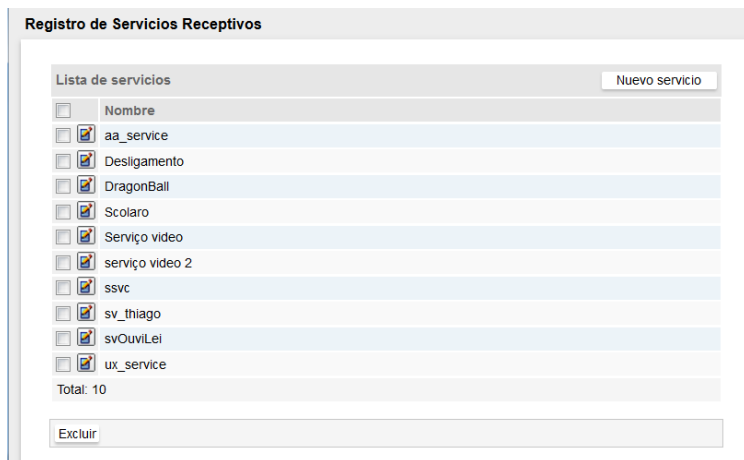 Registro de Servicios Receptivos
Lista de servicios Nuevo servicio
Nombre
aa_service
Desligamento
DragonBall
Scolaro
Serviço video
serviço video 2
ssvc
sv_thiago
svOuviLei
ux_service
Total: 10
Excluir